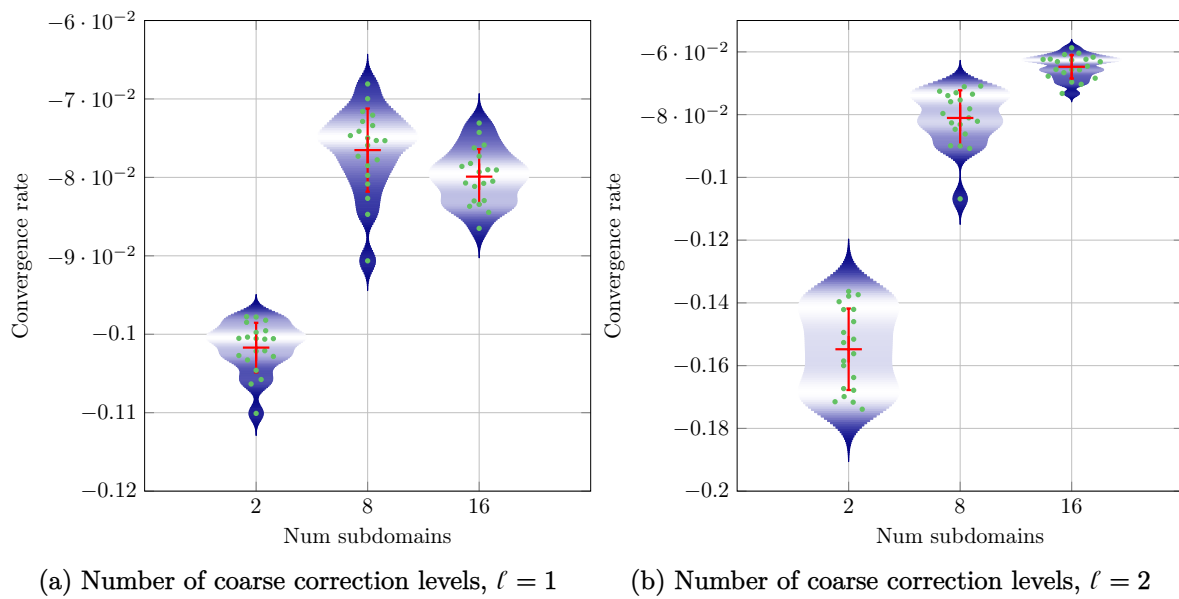 −6 · 10⁻²
−7 · 10⁻²
−8 · 10⁻²
−9 · 10⁻²
−0.1
−0.11
−0.12
Convergence rate
2 8 16
Num subdomains
(a) Number of coarse correction levels, ℓ = 1
−6 · 10⁻²
−8 · 10⁻²
−0.1
−0.12
−0.14
−0.16
−0.18
−0.2
Convergence rate
2 8 16
Num subdomains
(b) Number of coarse correction levels, ℓ = 2